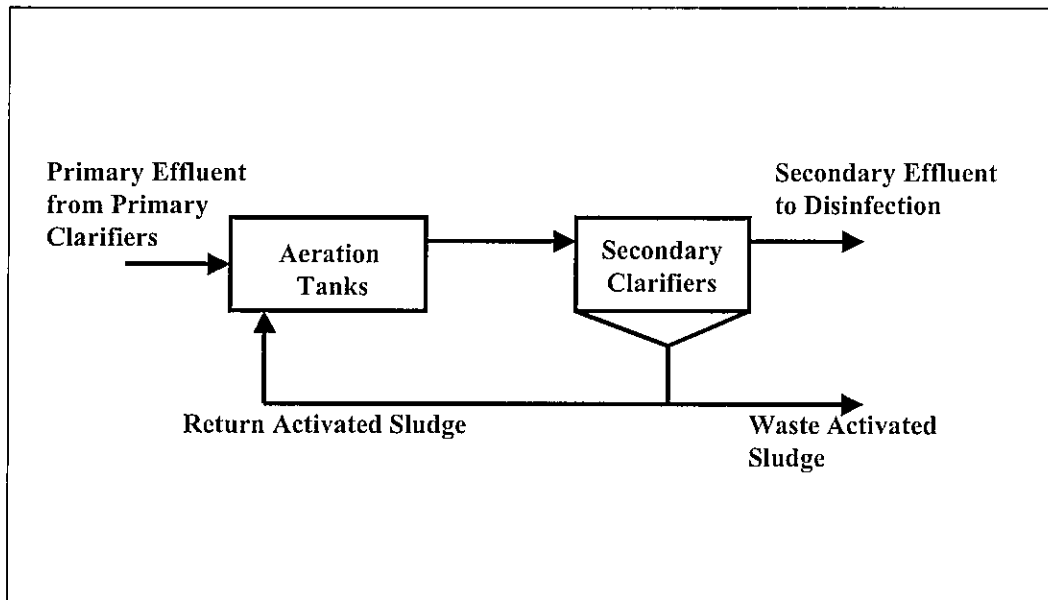 Primary Effluent
from Primary
Clarifiers
Aeration
Tanks
Secondary
Clarifiers
Secondary Effluent
to Disinfection
Return Activated Sludge
Waste Activated
Sludge